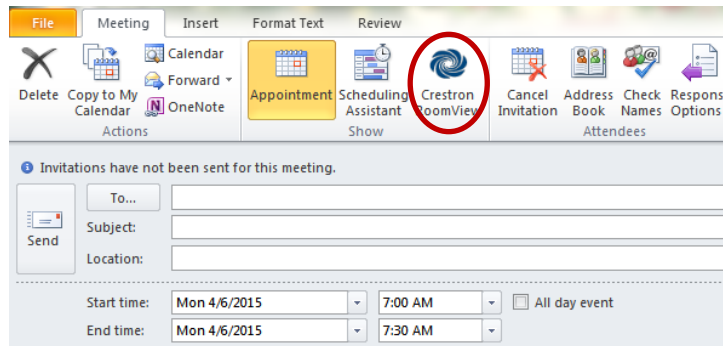 File Meeting Insert Format Text Review
Delete Copy to My Calendar Calendar Forward OneNote
Appointment Scheduling Assistant Crestron RoomView
Cancel Invitation Address Book Check Names Respons Options
Actions Show Attendees
Invitations have not been sent for this meeting.
Send
To...
Subject:
Location:
Start time: Mon 4/6/2015 7:00 AM All day event
End time: Mon 4/6/2015 7:30 AM